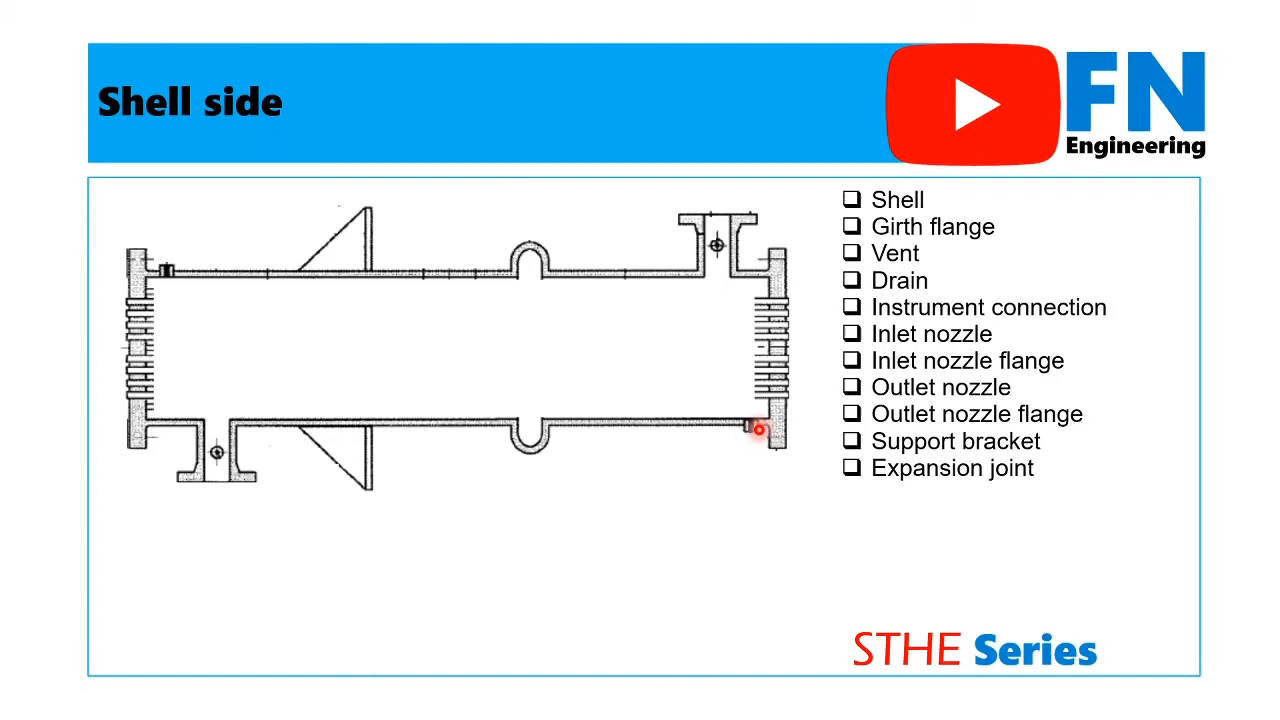 Shell side
FN
Engineering
Shell
Girth flange
Vent
Drain
Instrument connection
Inlet nozzle
Inlet nozzle flange
Outlet nozzle
Outlet nozzle flange
Support bracket
Expansion joint
STHE Series